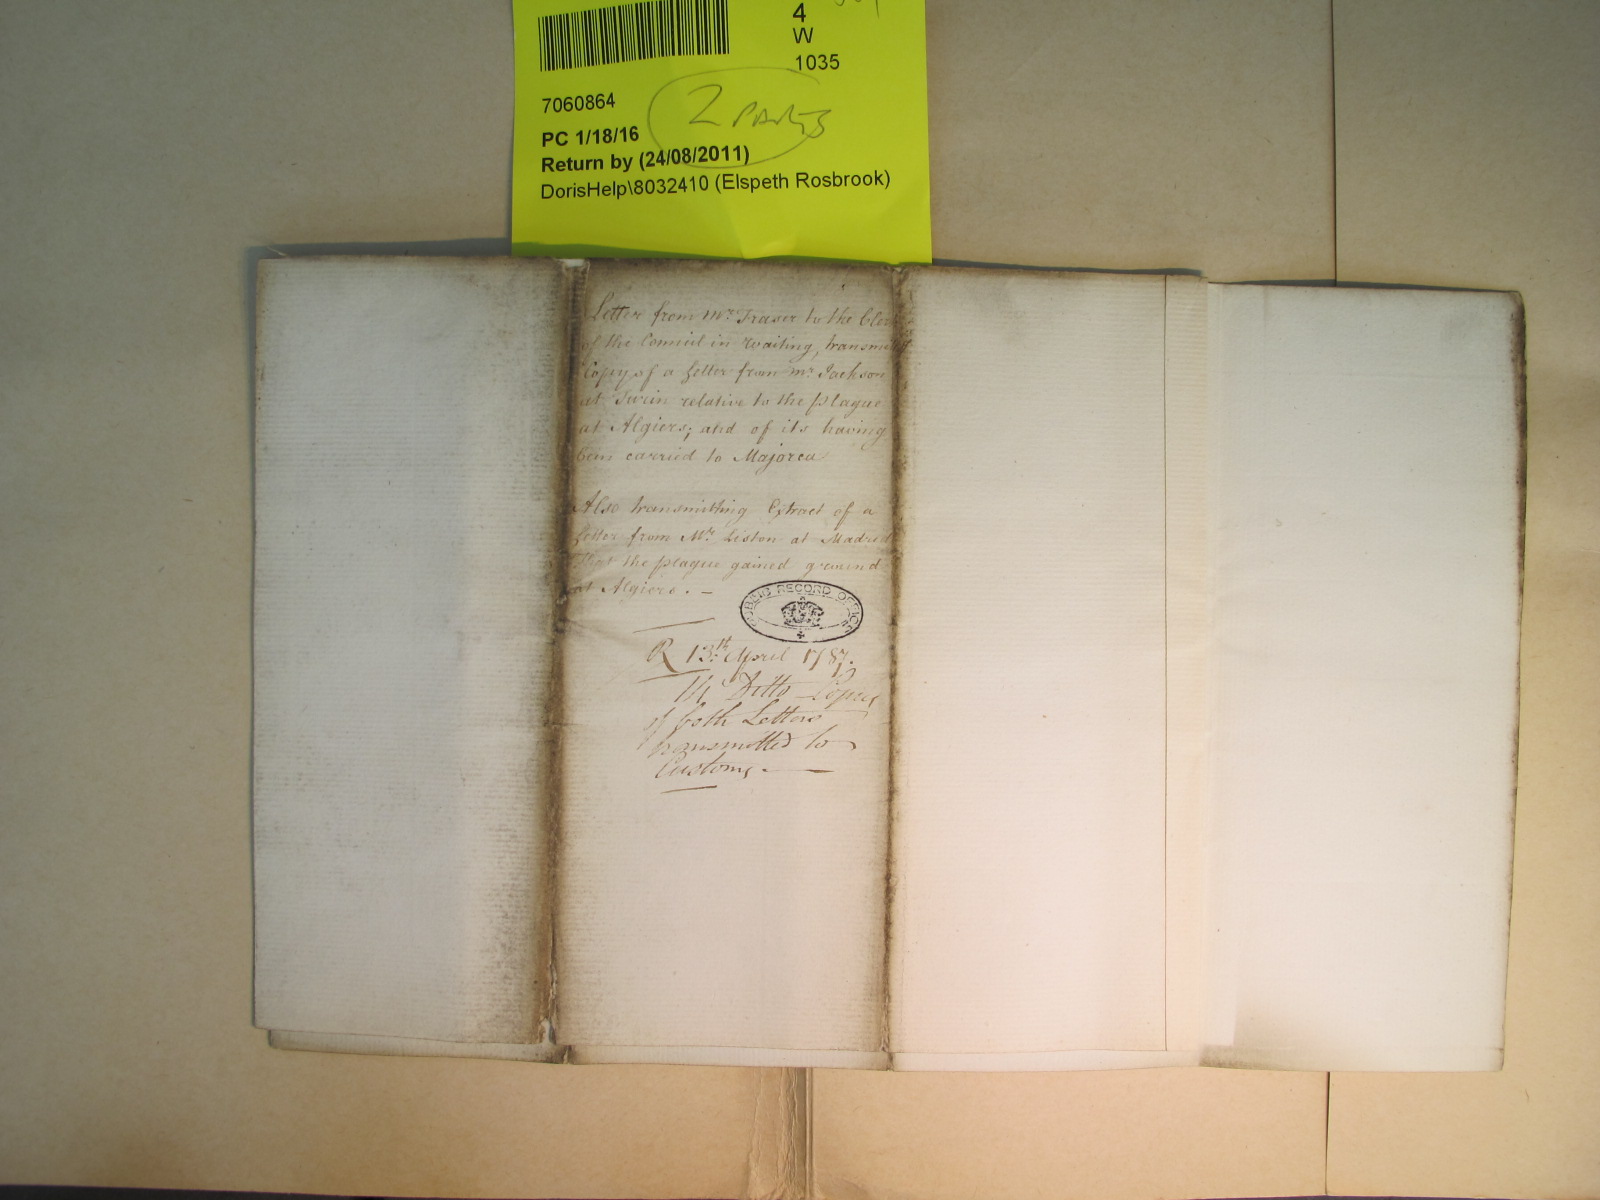 4
W
1035
7060864
2 PARTS
PC 1/18/16
Return by (24/08/2011)
DorisHelp\8032410 (Elspeth Rosbrook)
Letter from Mr. Fraser to the Clerk
of the Council in waiting, transmitt
Copy of a Letter from Mr Jackson
at Turin relative to the plague
at Algiers; and of its having
been carried to Majorca
Also transmitting Extract of a
Letter from Mr. Liston at Madrid
that the plague gained ground
at Algiers. —
PUBLIC RECORD OFFICE
R 13th April 1787.
14 Ditto Copies
of both Letters
transmitted to
Customs. —